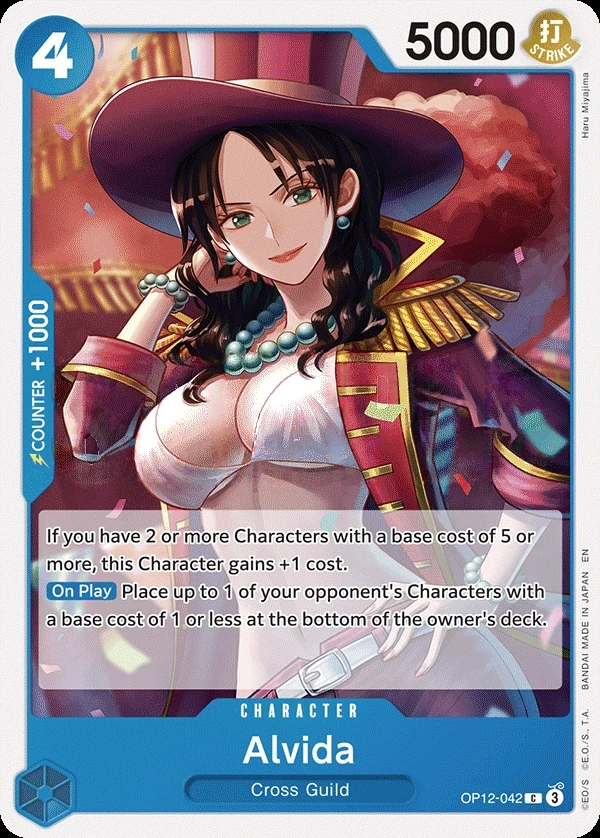 4
5000
打
STRIKE
Haru Miyajima
COUNTER +1000
If you have 2 or more Characters with a base cost of 5 or
more, this Character gains +1 cost.
On Play Place up to 1 of your opponent's Characters with
a base cost of 1 or less at the bottom of the owner's deck.
©EO/S ©E.O./S., T.A. BANDAI MADE IN JAPAN EN
CHARACTER
Alvida
Cross Guild
OP12-042 C 3